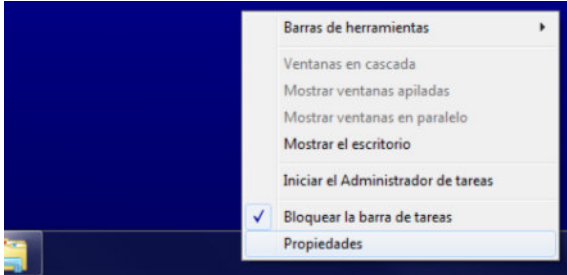 Barras de herramientas
Ventanas en cascada
Mostrar ventanas apiladas
Mostrar ventanas en paralelo
Mostrar el escritorio
Iniciar el Administrador de tareas
Bloquear la barra de tareas
Propiedades